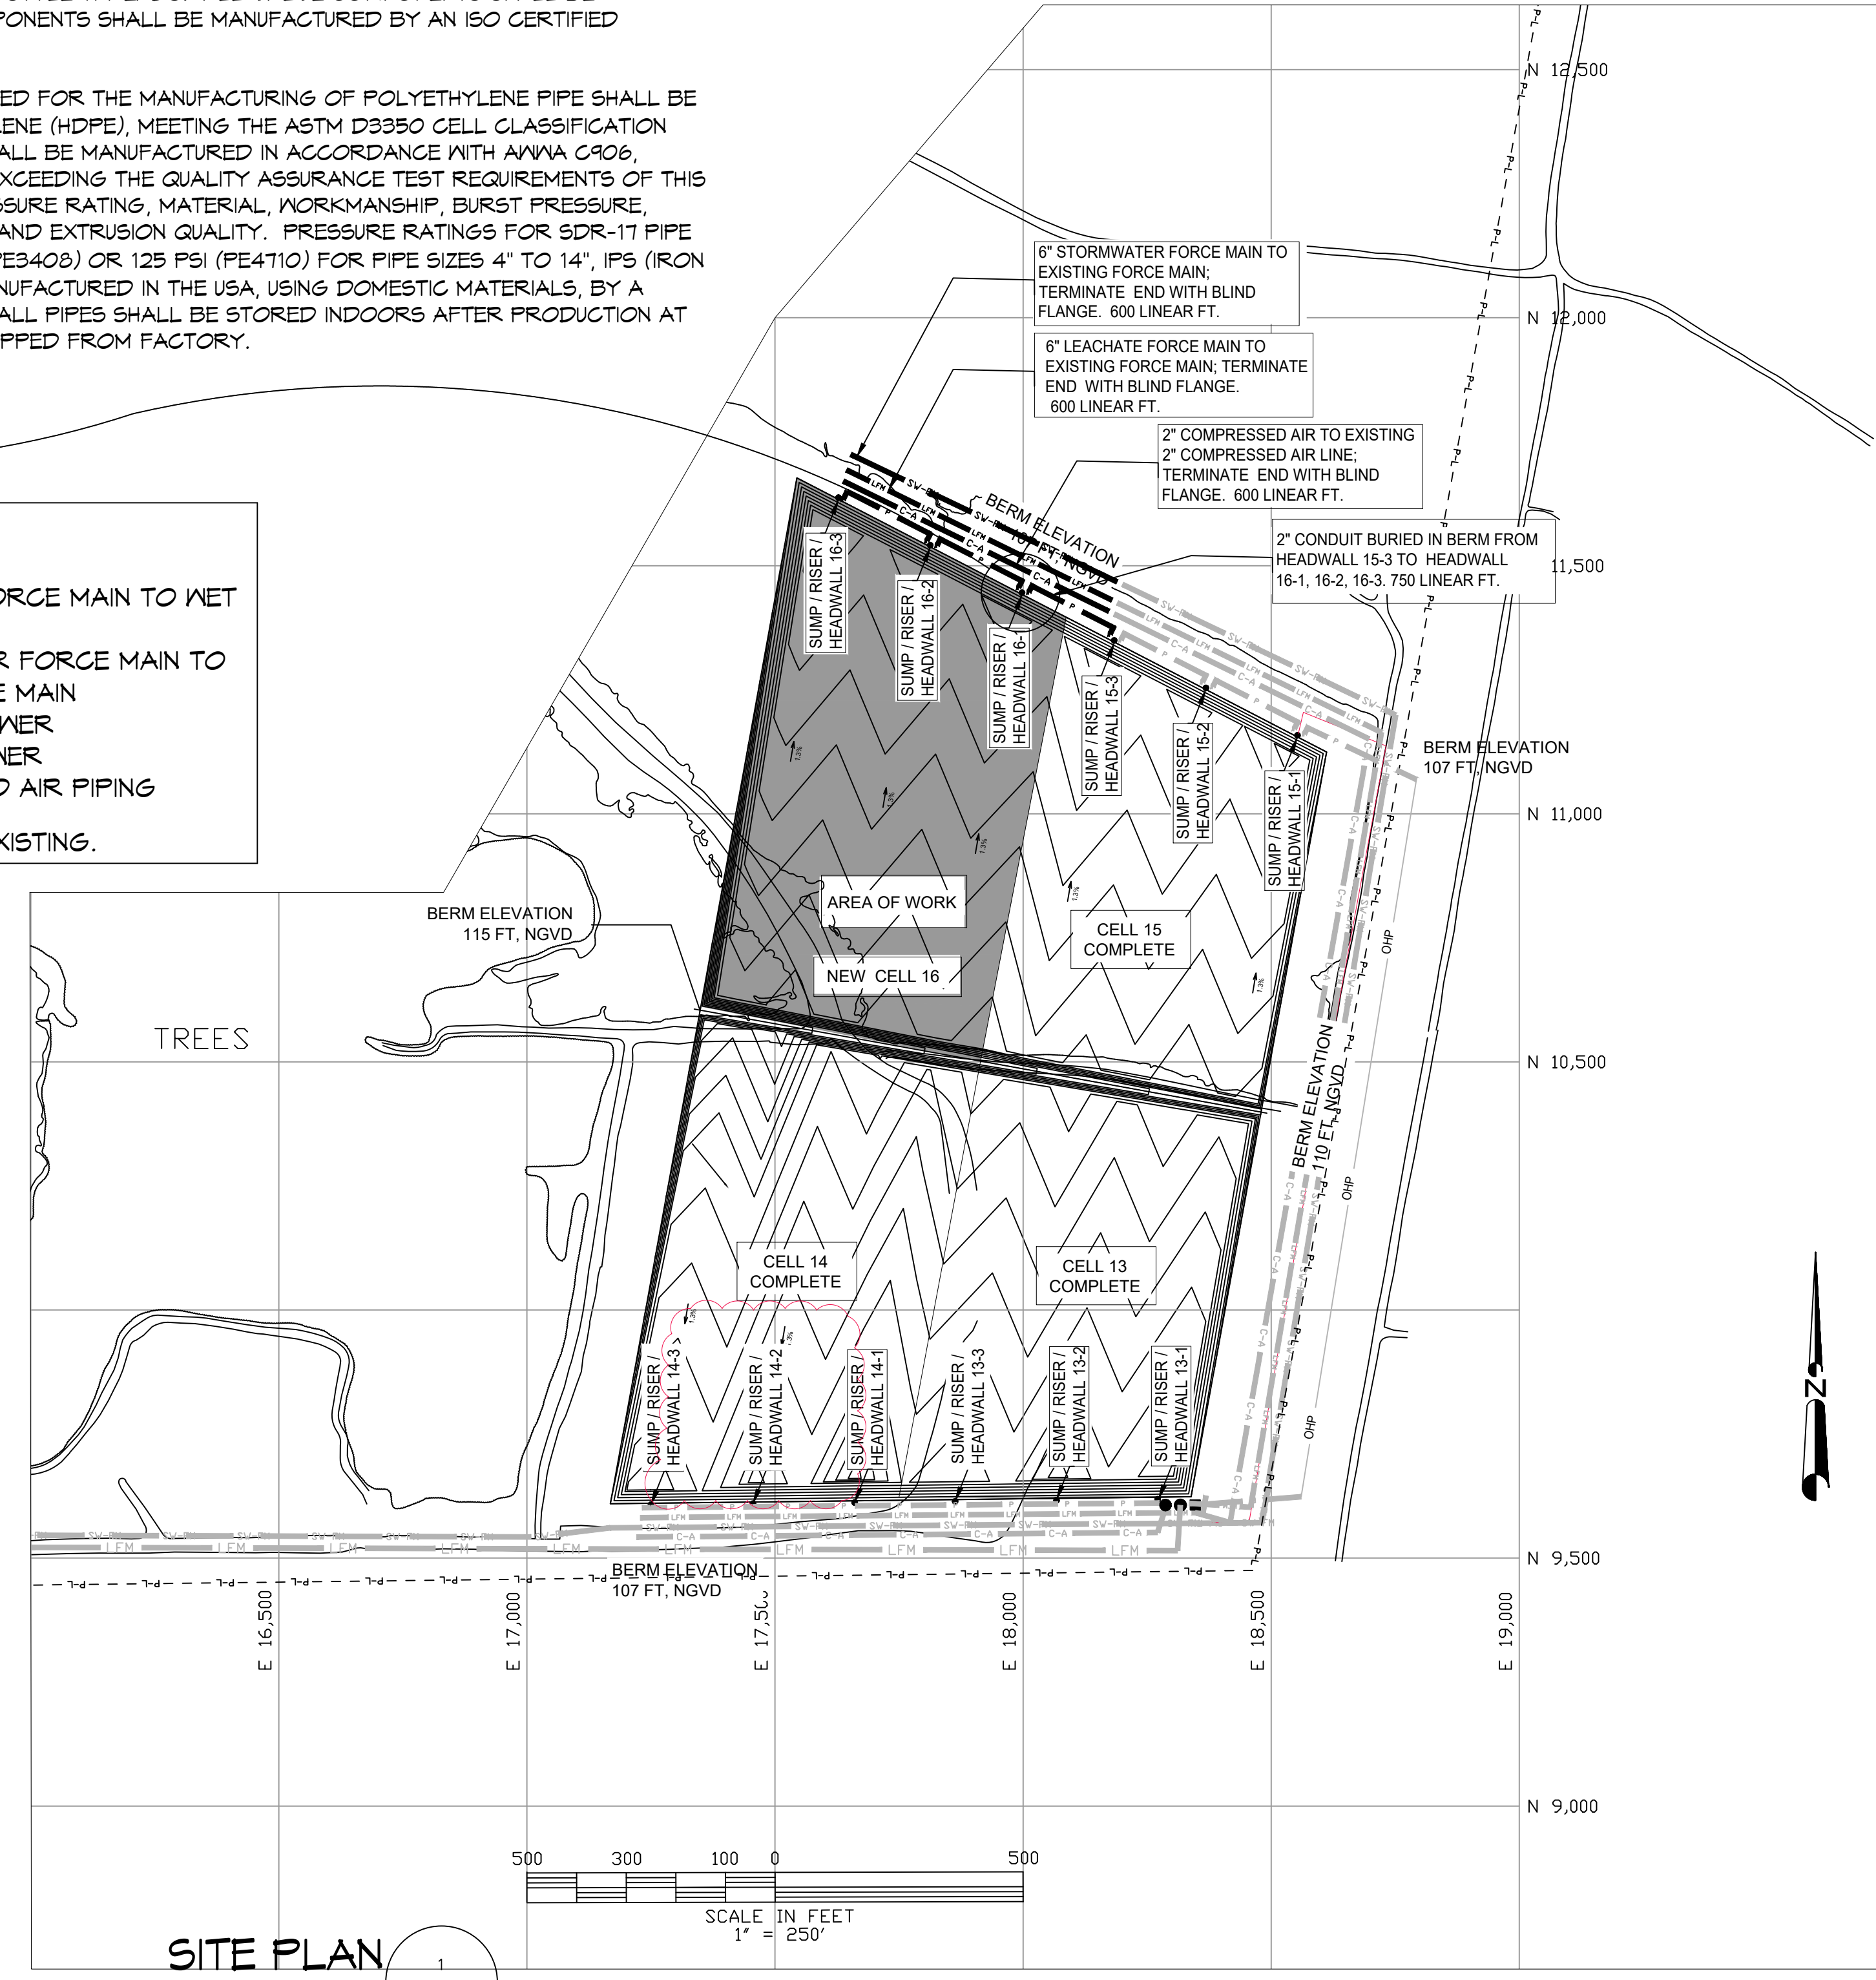 PONENTS SHALL BE MANUFACTURED BY AN ISO CERTIFIED
ED FOR THE MANUFACTURING OF POLYETHYLENE PIPE SHALL BE
LENE (HDPE), MEETING THE ASTM D3350 CELL CLASSIFICATION
ALL BE MANUFACTURED IN ACCORDANCE WITH AWWA C906,
XCEEDING THE QUALITY ASSURANCE TEST REQUIREMENTS OF THIS
SSURE RATING, MATERIAL, WORKMANSHIP, BURST PRESSURE,
AND EXTRUSION QUALITY. PRESSURE RATINGS FOR SDR-17 PIPE
PE3408) OR 125 PSI (PE4710) FOR PIPE SIZES 4" TO 14", IPS (IRON
NUFACTURED IN THE USA, USING DOMESTIC MATERIALS, BY A
ALL PIPES SHALL BE STORED INDOORS AFTER PRODUCTION AT
PPED FROM FACTORY.
ORCE MAIN TO WET
R FORCE MAIN TO
E MAIN
WER
NER
D AIR PIPING
XISTING.
6" STORMWATER FORCE MAIN TO
EXISTING FORCE MAIN;
TERMINATE END WITH BLIND
FLANGE. 600 LINEAR FT.
6" LEACHATE FORCE MAIN TO
EXISTING FORCE MAIN; TERMINATE
END WITH BLIND FLANGE.
600 LINEAR FT.
2" COMPRESSED AIR TO EXISTING
2" COMPRESSED AIR LINE;
TERMINATE END WITH BLIND
FLANGE. 600 LINEAR FT.
2" CONDUIT BURIED IN BERM FROM
HEADWALL 15-3 TO HEADWALL
16-1, 16-2, 16-3. 750 LINEAR FT.
N 12,500
N 12,000
11,500
N 11,000
N 10,500
N 9,500
N 9,000
BERM ELEVATION
FT, NGVD
SUMP / RISER /
HEADWALL 16-3
SUMP / RISER /
HEADWALL 16-2
SUMP / RISER /
HEADWALL 16-1
SUMP / RISER /
HEADWALL 15-3
SUMP / RISER /
HEADWALL 15-2
SUMP / RISER /
HEADWALL 15-1
BERM ELEVATION
107 FT, NGVD
AREA OF WORK
NEW CELL 16
CELL 15
COMPLETE
BERM ELEVATION
115 FT, NGVD
TREES
BERM ELEVATION
110 FT, NGVD
OHP
OHP
OHP
CELL 14
COMPLETE
CELL 13
COMPLETE
SUMP / RISER /
HEADWALL 14-3
SUMP / RISER /
HEADWALL 14-2
SUMP / RISER /
HEADWALL 14-1
SUMP / RISER /
HEADWALL 13-3
SUMP / RISER /
HEADWALL 13-2
SUMP / RISER /
HEADWALL 13-1
LFM LFM LFM LFM LFM LFM LFM LFM LFM LFM
BERM ELEVATION
107 FT, NGVD
E 16,500
E 17,000
E 17,500
E 18,000
E 18,500
E 19,000
N
500 300 100 0 500
SCALE IN FEET
1" = 250'
SITE PLAN
1